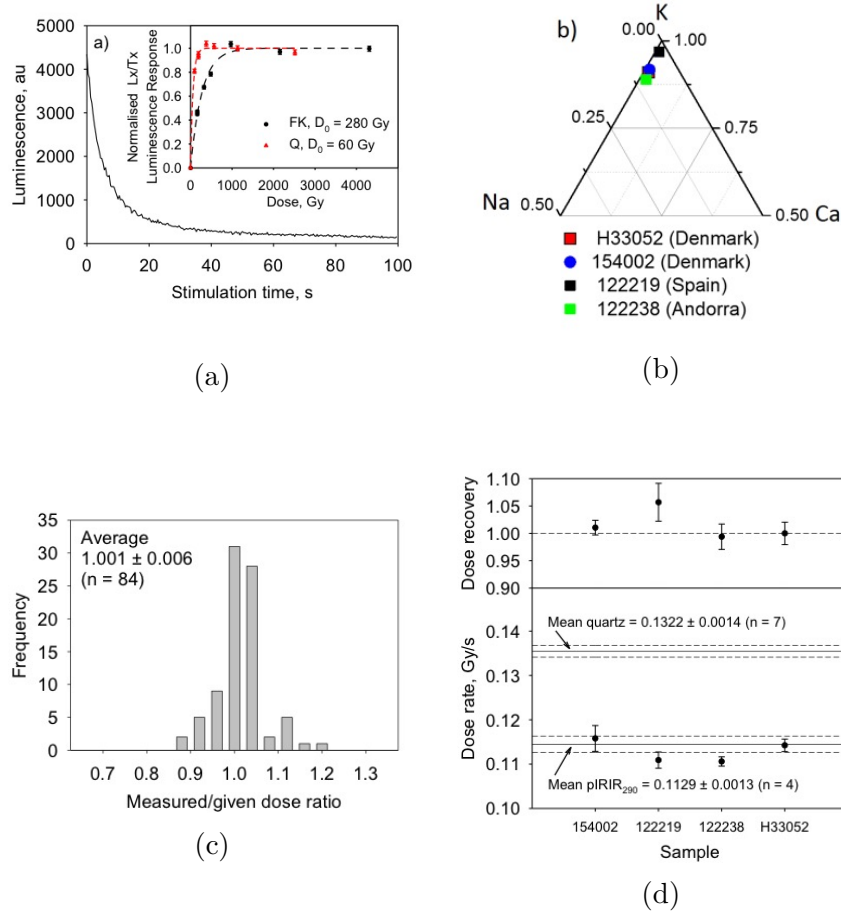 a)
5000
4000
3000
2000
1000
0
Luminescence, au
0 20 40 60 80 100
Stimulation time, s
Normalised Lx/Tx
Luminescence Response
1.0
0.8
0.6
0.4
0.2
0.0
0 1000 2000 3000 4000
Dose, Gy
FK, D₀ = 280 Gy
Q, D₀ = 60 Gy
(a)
b)
K
0.00 1.00
0.25 0.75
Na 0.50 0.50 Ca
H33052 (Denmark)
154002 (Denmark)
122219 (Spain)
122238 (Andorra)
(b)
35
30
25
20
15
10
5
0
Frequency
Average
1.001 ± 0.006
(n = 84)
0.7 0.8 0.9 1.0 1.1 1.2 1.3
Measured/given dose ratio
(c)
Dose recovery
1.10
1.05
1.00
0.95
0.90
Dose rate, Gy/s
0.14
0.13
0.12
0.11
0.10
Mean quartz = 0.1322 ± 0.0014 (n = 7)
Mean pIRIR₂₉₀ = 0.1129 ± 0.0013 (n = 4)
154002 122219 122238 H33052
Sample
(d)